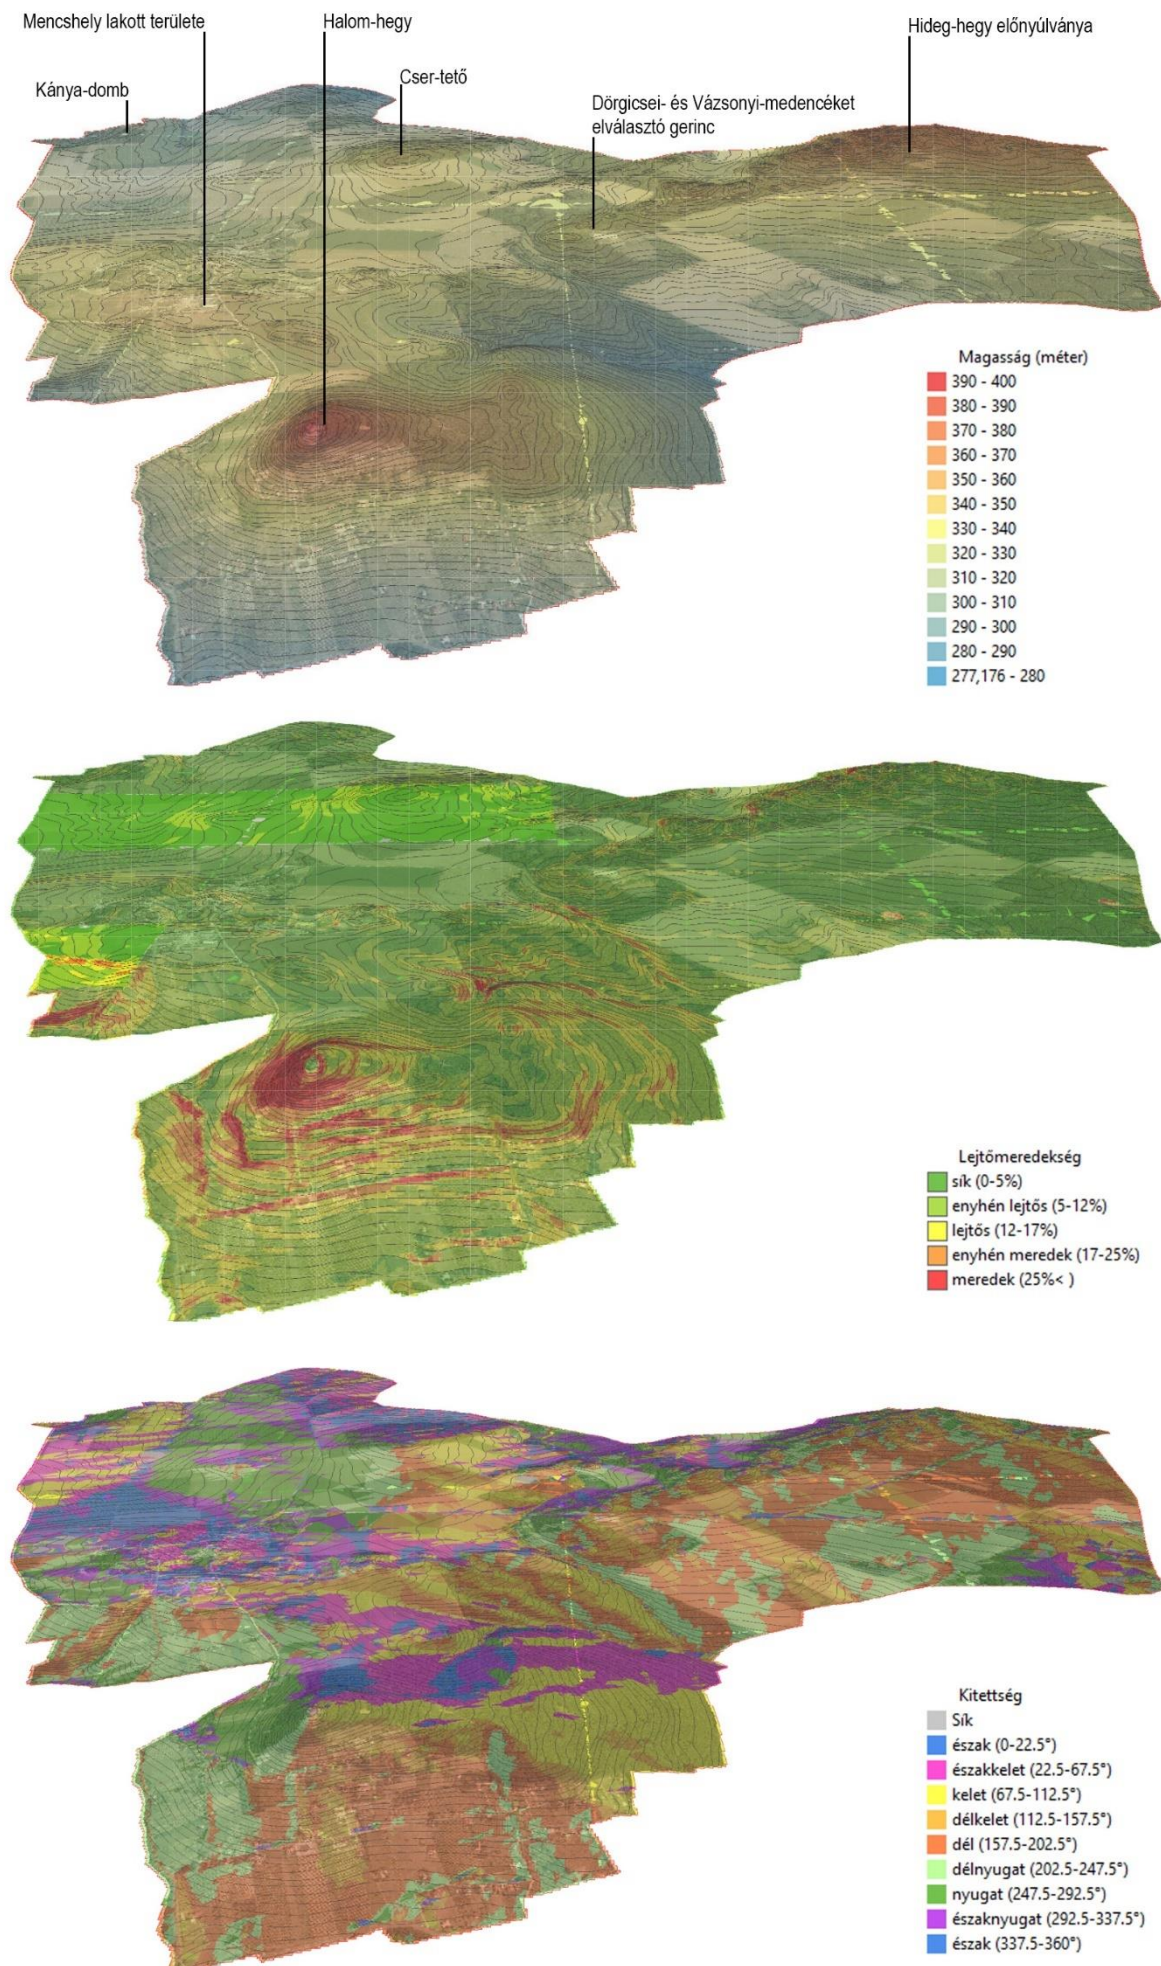 Mencshely lakott területe
Halom-hegy
Hideg-hegy előnyúlványa
Kánya-domb
Cser-tető
Dörgicsei- és Vázsonyi-medencéket
elválasztó gerinc
Magasság (méter)
390 - 400
380 - 390
370 - 380
360 - 370
350 - 360
340 - 350
330 - 340
320 - 330
310 - 320
300 - 310
290 - 300
280 - 290
277,176 - 280
Lejtőmeredekség
sík (0-5%)
enyhén lejtős (5-12%)
lejtős (12-17%)
enyhén meredek (17-25%)
meredek (25%< )
Kitettség
Sík
észak (0-22.5°)
északkelet (22.5-67.5°)
kelet (67.5-112.5°)
délkelet (112.5-157.5°)
dél (157.5-202.5°)
délnyugat (202.5-247.5°)
nyugat (247.5-292.5°)
északnyugat (292.5-337.5°)
észak (337.5-360°)